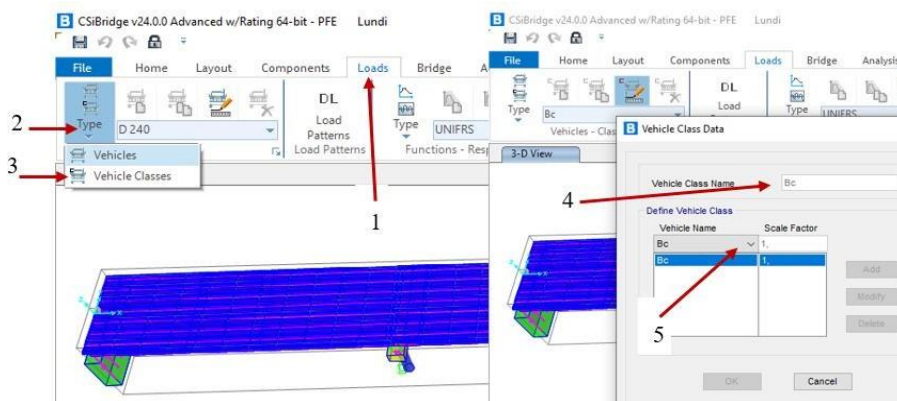 CSiBridge v24.0.0 Advanced w/Rating 64-bit - PFE Lundi
File Home Layout Components Loads Bridge
2
Type
D 240
DL
Load
Patterns
Type
UNIFRS
Load Patterns
Functions - Res
3
Vehicles
Vehicle Classes
1
CSiBridge v24.0.0 Advanced w/Rating 64-bit - PFE Lundi
File Home Layout Components Loads Bridge Analysis
Type
Bc
DL
Load
Type
UNIFRS
Vehicles - Clas
3-D View
B Vehicle Class Data
4
Vehicle Class Name
Bc
Define Vehicle Class
Vehicle Name Scale Factor
Bc 1,
Bc 1,
Add
Modify
Delete
5
OK Cancel